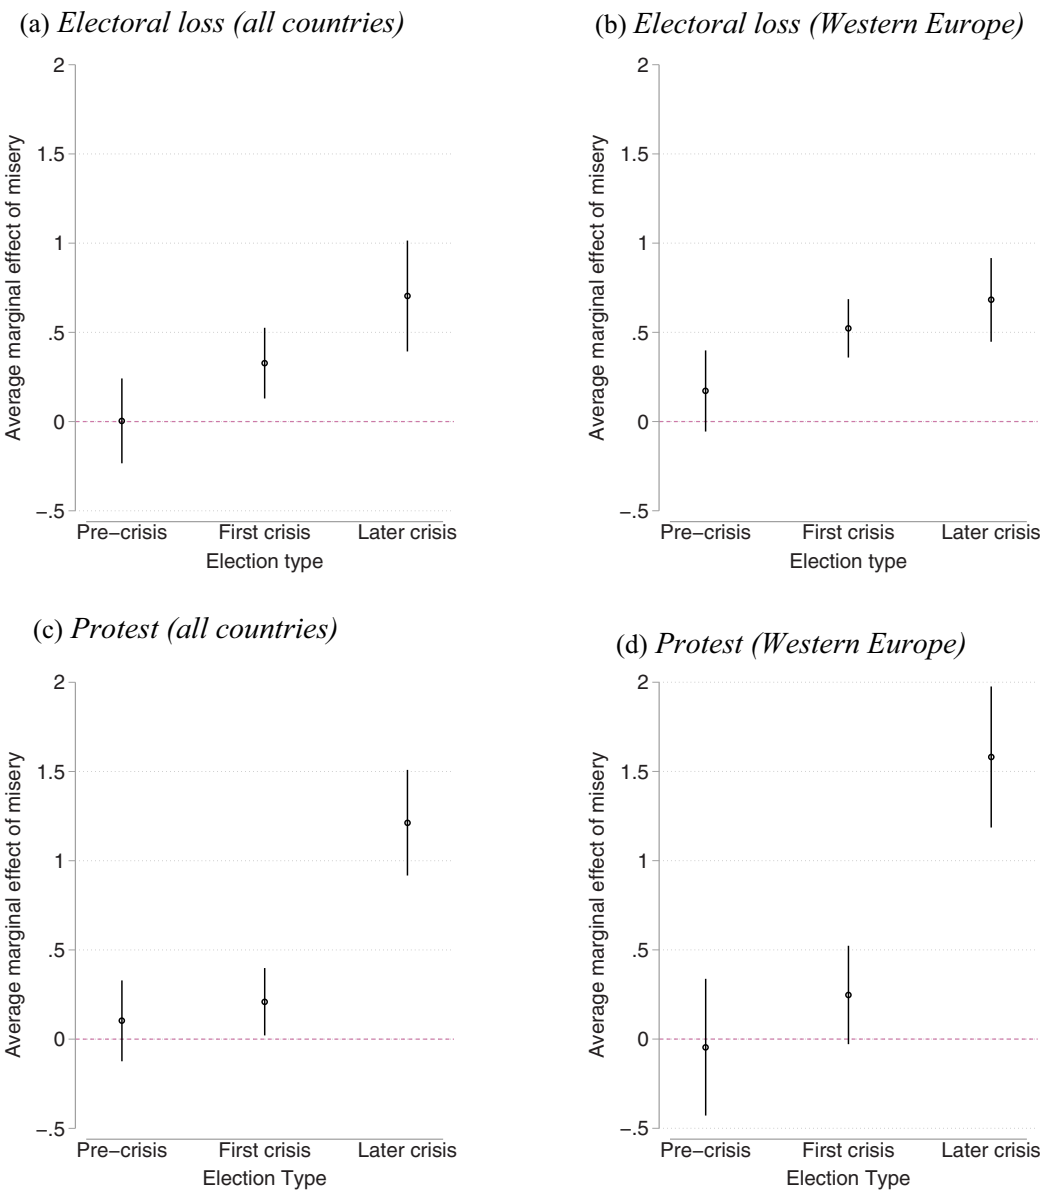 (a) Electoral loss (all countries)
2
1.5
1
.5
0
−.5
Average marginal effect of misery
Pre−crisis First crisis Later crisis
Election type
(b) Electoral loss (Western Europe)
2
1.5
1
.5
0
−.5
Average marginal effect of misery
Pre−crisis First crisis Later crisis
Election type
(c) Protest (all countries)
2
1.5
1
.5
0
−.5
Average marginal effect of misery
Pre−crisis First crisis Later crisis
Election Type
(d) Protest (Western Europe)
2
1.5
1
.5
0
−.5
Average marginal effect of misery
Pre−crisis First crisis Later crisis
Election Type